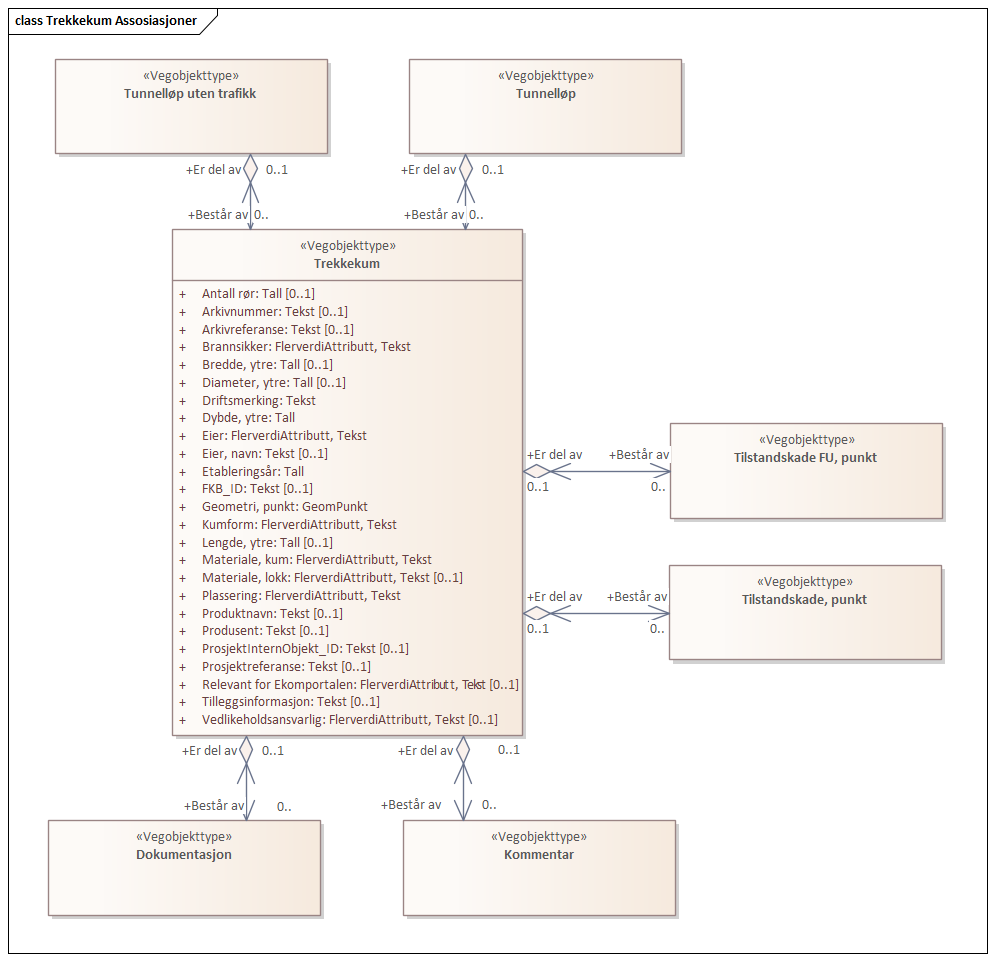 class Trekkekum Assosiasjoner
«Vegobjekttype»
Tunnelløp uten trafikk
«Vegobjekttype»
Tunnelløp
+Er del av 0..1
+Består av 0..
+Er del av 0..1
+Består av 0..
«Vegobjekttype»
Trekkekum
+ Antall rør: Tall [0..1]
+ Arkivnummer: Tekst [0..1]
+ Arkivreferanse: Tekst [0..1]
+ Brannsikker: FlerverdiAttributt, Tekst
+ Bredde, ytre: Tall [0..1]
+ Diameter, ytre: Tall [0..1]
+ Driftsmerking: Tekst
+ Dybde, ytre: Tall
+ Eier: FlerverdiAttributt, Tekst
+ Eier, navn: Tekst [0..1]
+ Etableringsår: Tall
+ FKB_ID: Tekst [0..1]
+ Geometri, punkt: GeomPunkt
+ Kumform: FlerverdiAttributt, Tekst
+ Lengde, ytre: Tall [0..1]
+ Materiale, kum: FlerverdiAttributt, Tekst
+ Materiale, lokk: FlerverdiAttributt, Tekst [0..1]
+ Plassering: FlerverdiAttributt, Tekst
+ Produktnavn: Tekst [0..1]
+ Produsent: Tekst [0..1]
+ ProsjektInternObjekt_ID: Tekst [0..1]
+ Prosjektreferanse: Tekst [0..1]
+ Relevant for Ekomportalen: FlerverdiAttributt, Tekst [0..1]
+ Tilleggsinformasjon: Tekst [0..1]
+ Vedlikeholdsansvarlig: FlerverdiAttributt, Tekst [0..1]
+Er del av +Består av
0..1 0..
«Vegobjekttype»
Tilstandskade FU, punkt
+Er del av +Består av
0..1 0..
«Vegobjekttype»
Tilstandskade, punkt
+Er del av 0..1
+Består av 0..
+Er del av 0..1
+Består av 0..
«Vegobjekttype»
Dokumentasjon
«Vegobjekttype»
Kommentar